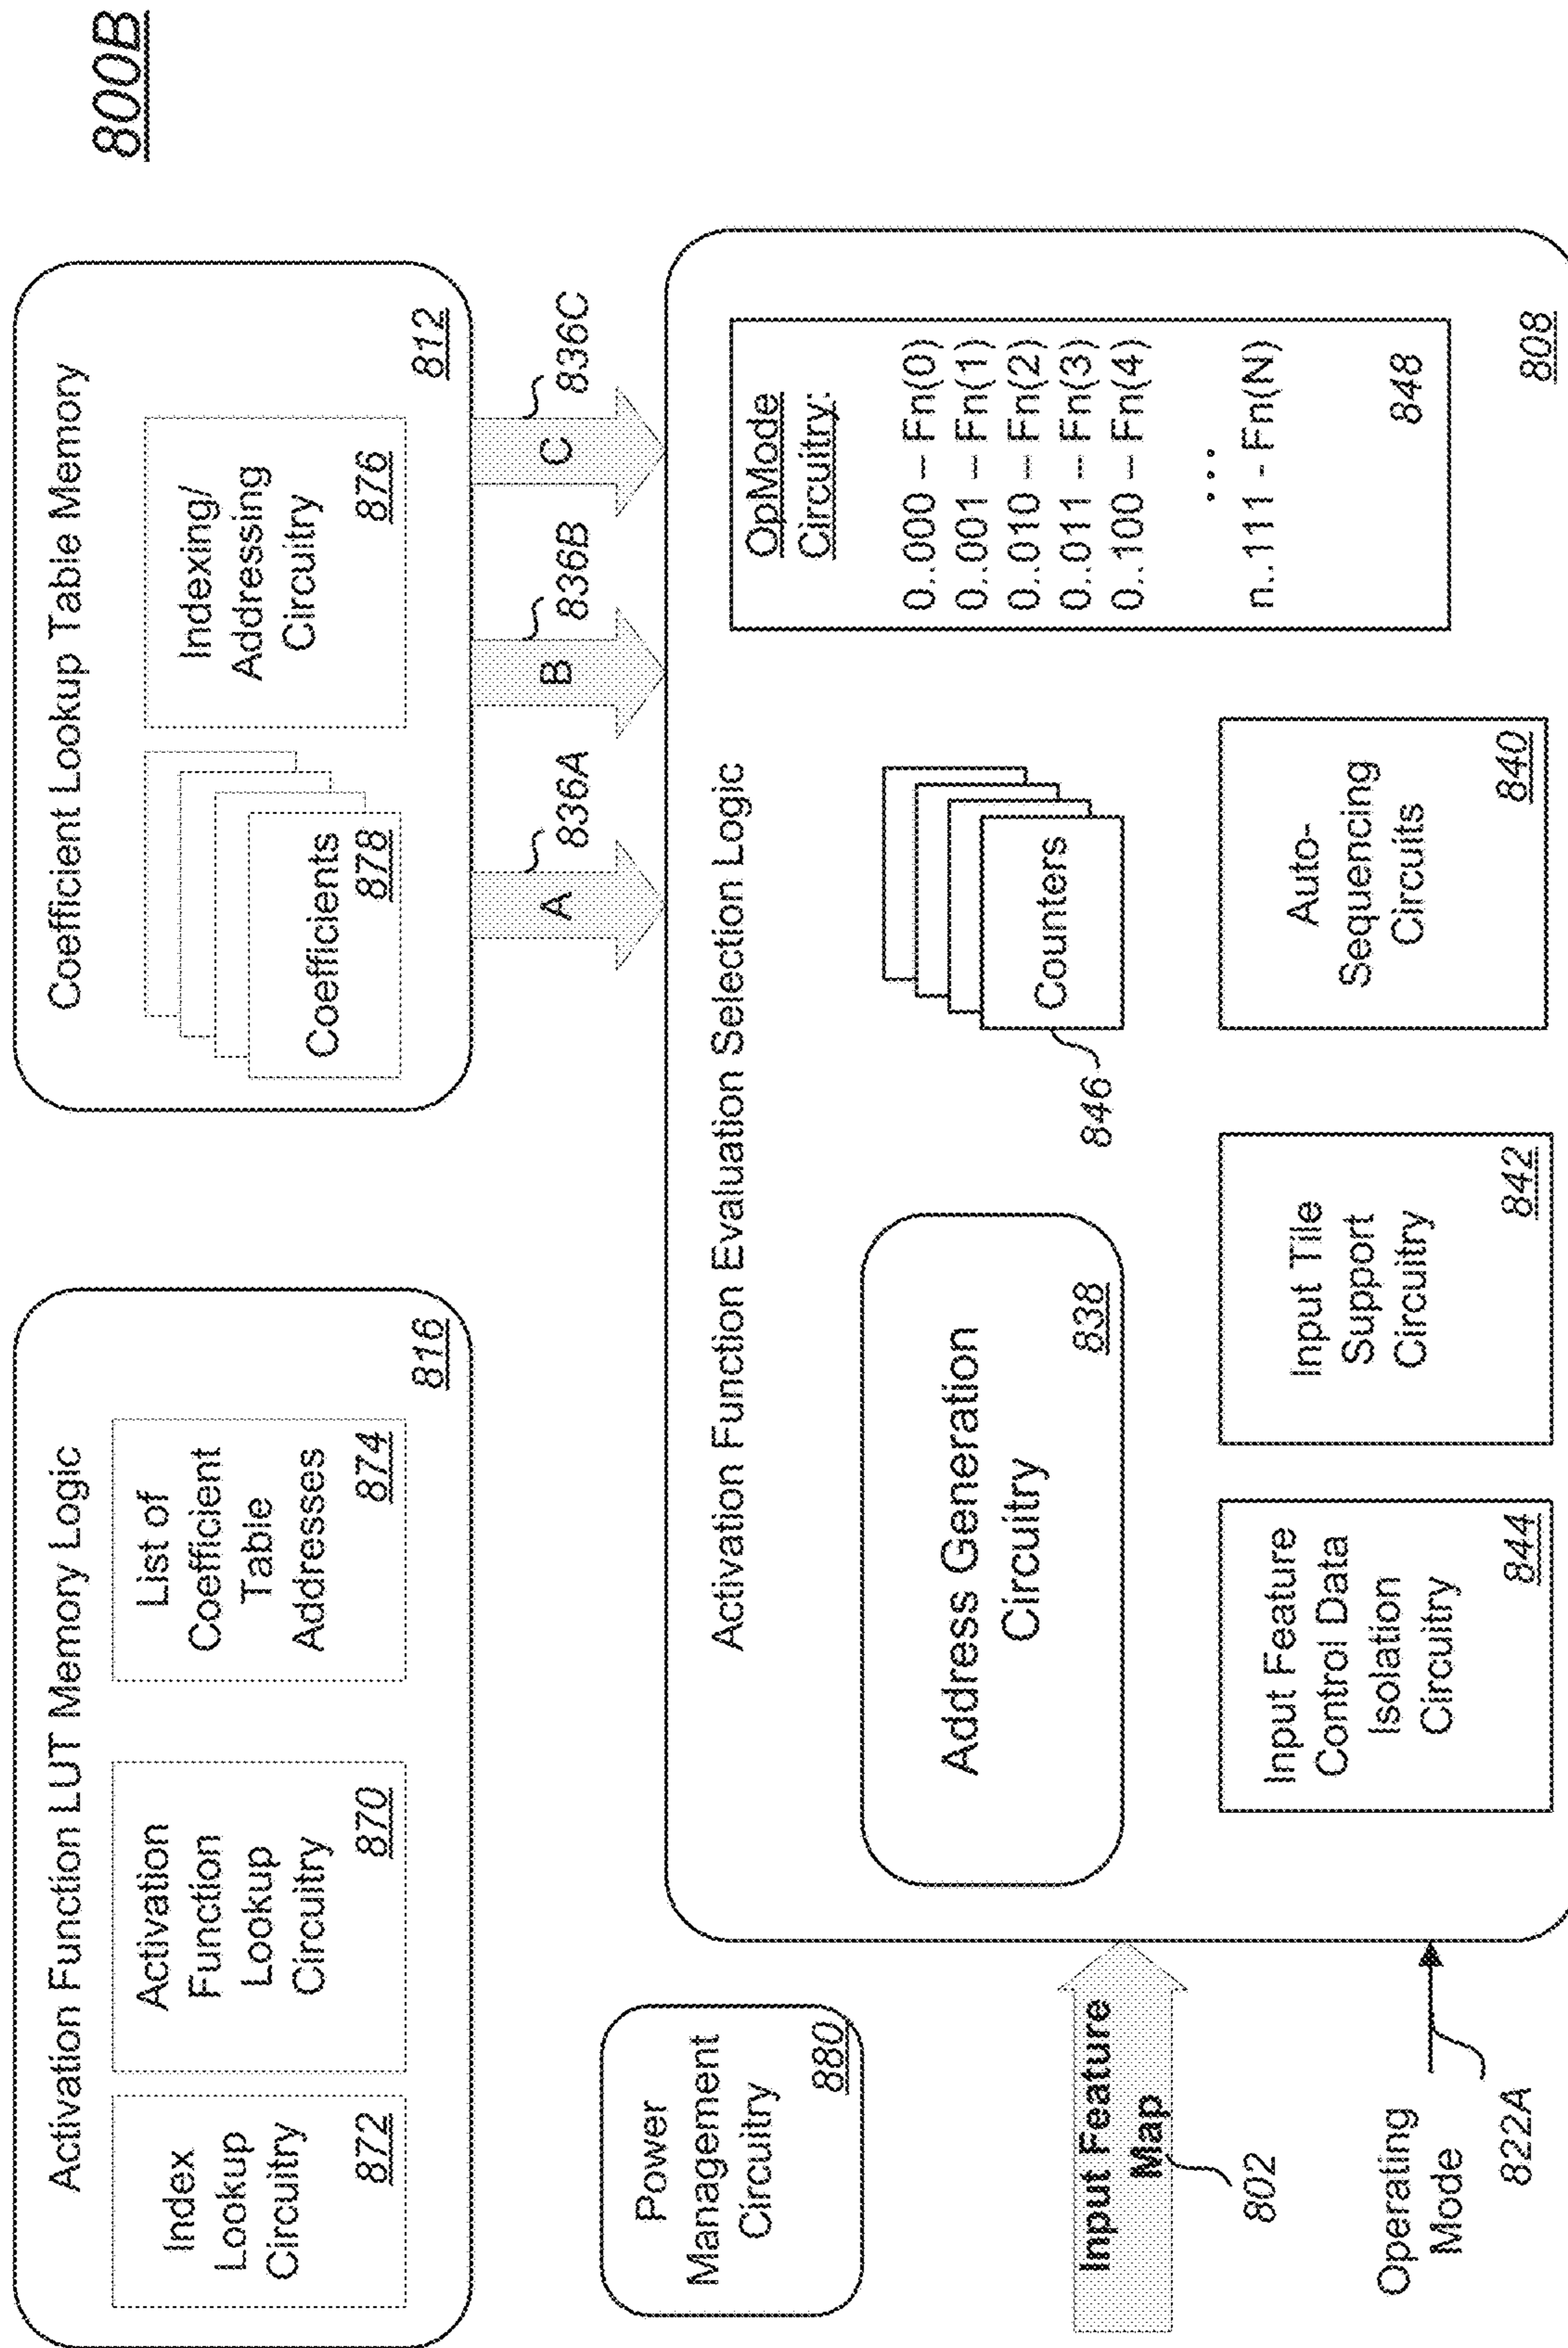 800B
Activation Function LUT Memory Logic
Index
Lookup
Circuitry
872
Activation
Function
Lookup
Circuitry
870
List of
Coefficient
Table
Addresses
874
816
Coefficient Lookup Table Memory
Coefficients
878
Indexing/
Addressing
Circuitry
876
812
A
836A
B
836B
C
836C
Power
Management
Circuitry
880
Input Feature
Map
802
Operating
Mode
822A
Activation Function Evaluation Selection Logic
Address Generation
Circuitry
838
Counters
846
OpMode
Circuitry:
0..000 – Fn(0)
0..001 – Fn(1)
0..010 – Fn(2)
0..011 – Fn(3)
0..100 – Fn(4)
...
n..111 - Fn(N)
848
Input Feature
Control Data
Isolation
Circuitry
844
Input Tile
Support
Circuitry
842
Auto-
Sequencing
Circuits
840
808